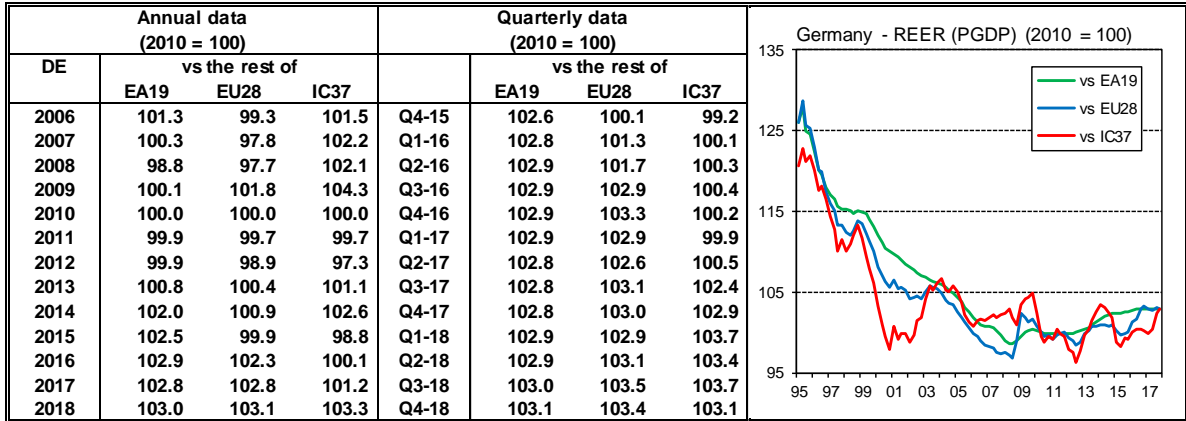 Annual data Quarterly data
(2010 = 100) (2010 = 100)
DE vs the rest of vs the rest of
EA19 EU28 IC37 EA19 EU28 IC37
2006 101.3 99.3 101.5 Q4-15 102.6 100.1 99.2
2007 100.3 97.8 102.2 Q1-16 102.8 101.3 100.1
2008 98.8 97.7 102.1 Q2-16 102.9 101.7 100.3
2009 100.1 101.8 104.3 Q3-16 102.9 102.9 100.4
2010 100.0 100.0 100.0 Q4-16 102.9 103.3 100.2
2011 99.9 99.7 99.7 Q1-17 102.9 102.9 99.9
2012 99.9 98.9 97.3 Q2-17 102.8 102.6 100.5
2013 100.8 100.4 101.1 Q3-17 102.8 103.1 102.4
2014 102.0 100.9 102.6 Q4-17 102.8 103.0 102.9
2015 102.5 99.9 98.8 Q1-18 102.9 102.9 103.7
2016 102.9 102.3 100.1 Q2-18 102.9 103.1 103.4
2017 102.8 102.8 101.2 Q3-18 103.0 103.5 103.7
2018 103.0 103.1 103.3 Q4-18 103.1 103.4 103.1
Germany - REER (PGDP) (2010 = 100)
135
vs EA19
vs EU28
125
vs IC37
115
105
95
95 97 99 01 03 05 07 09 11 13 15 17